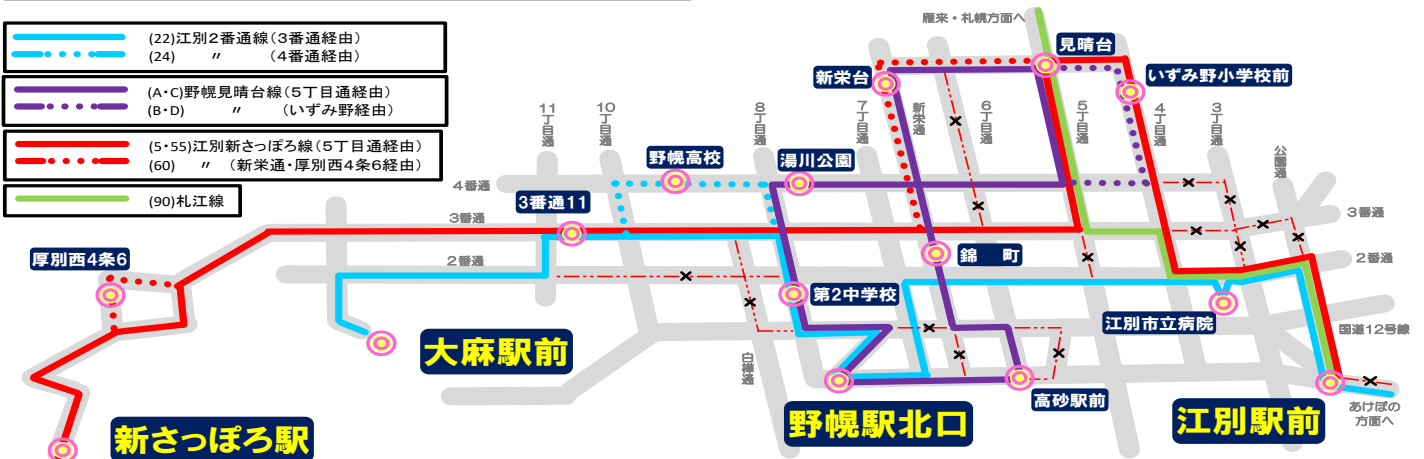 (22)江別2番通線(3番通経由)
(24)　〃　(4番通経由)
(A・C)野幌見晴台線(5丁目通経由)
(B・D)　〃　(いずみ野経由)
(5・55)江別新さっぽろ線(5丁目通経由)
(60)　〃　(新栄通・厚別西4条6経由)
(90)札江線
雁来・札幌方面へ
見晴台
新栄台
いずみ野小学校前
11丁目通
10丁目通
8丁目通
7丁目通
新栄通
6丁目通
5丁目通
4丁目通
3丁目通
公園通
野幌高校
湯川公園
4番通
3番通11
3番通
3番通
厚別西4条6
2番通
錦　町
2番通
第2中学校
江別市立病院
国道12号線
大麻駅前
白樺通
高砂駅前
野幌駅北口
江別駅前
あけぼの
方面へ
新さっぽろ駅